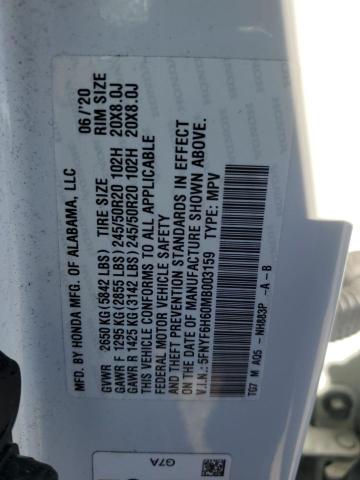 MFD. BY HONDA MFG. OF ALABAMA, LLC 06/'20
TIRE SIZE RIM SIZE
GVWR 2650 KG (5842 LBS)
GAWR F 1295 KG (2855 LBS) 245/50R20 102H 20X8.0J
GAWR R 1425 KG (3142 LBS) 245/50R20 102H 20X8.0J
THIS VEHICLE CONFORMS TO ALL APPLICABLE
FEDERAL MOTOR VEHICLE SAFETY
AND THEFT PREVENTION STANDARDS IN EFFECT
ON THE DATE OF MANUFACTURE SHOWN ABOVE.
V.I.N.: 5FNYF6H60MB003159 TYPE: MPV
TG7 M AQ5 - NH883P -A -B
G7A